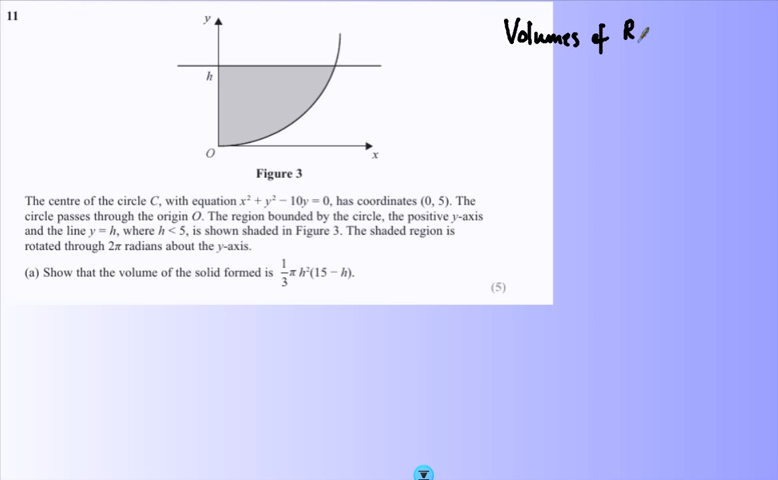 11
y
Volumes of R
h
O
x
Figure 3
The centre of the circle C, with equation x² + y² − 10y = 0, has coordinates (0, 5). The
circle passes through the origin O. The region bounded by the circle, the positive y-axis
and the line y = h, where h < 5, is shown shaded in Figure 3. The shaded region is
rotated through 2π radians about the y-axis.
(a) Show that the volume of the solid formed is 1/3 π h²(15 − h).
(5)